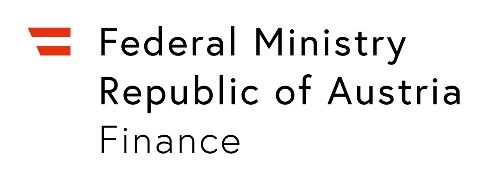 Federal Ministry
Republic of Austria
Finance